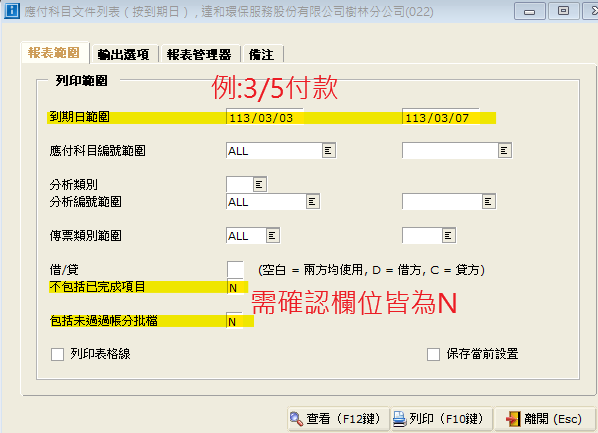 應付科目文件列表（按到期日）, 達和環保服務股份有限公司樹林分公司(022)
報表範圍 輸出選項 報表管理器 備注
列印範圍
例:3/5付款
到期日範圍 113/03/03 113/03/07
應付科目編號範圍 ALL
分析類別
分析編號範圍 ALL
傳票類別範圍 ALL
借/貸 (空白 = 兩方均使用, D = 借方, C = 貸方)
不包括已完成項目 N
需確認欄位皆為N
包括未過過帳分批檔 N
列印表格線 保存當前設置
查看（F12鍵） 列印（F10鍵） 離開 (Esc)